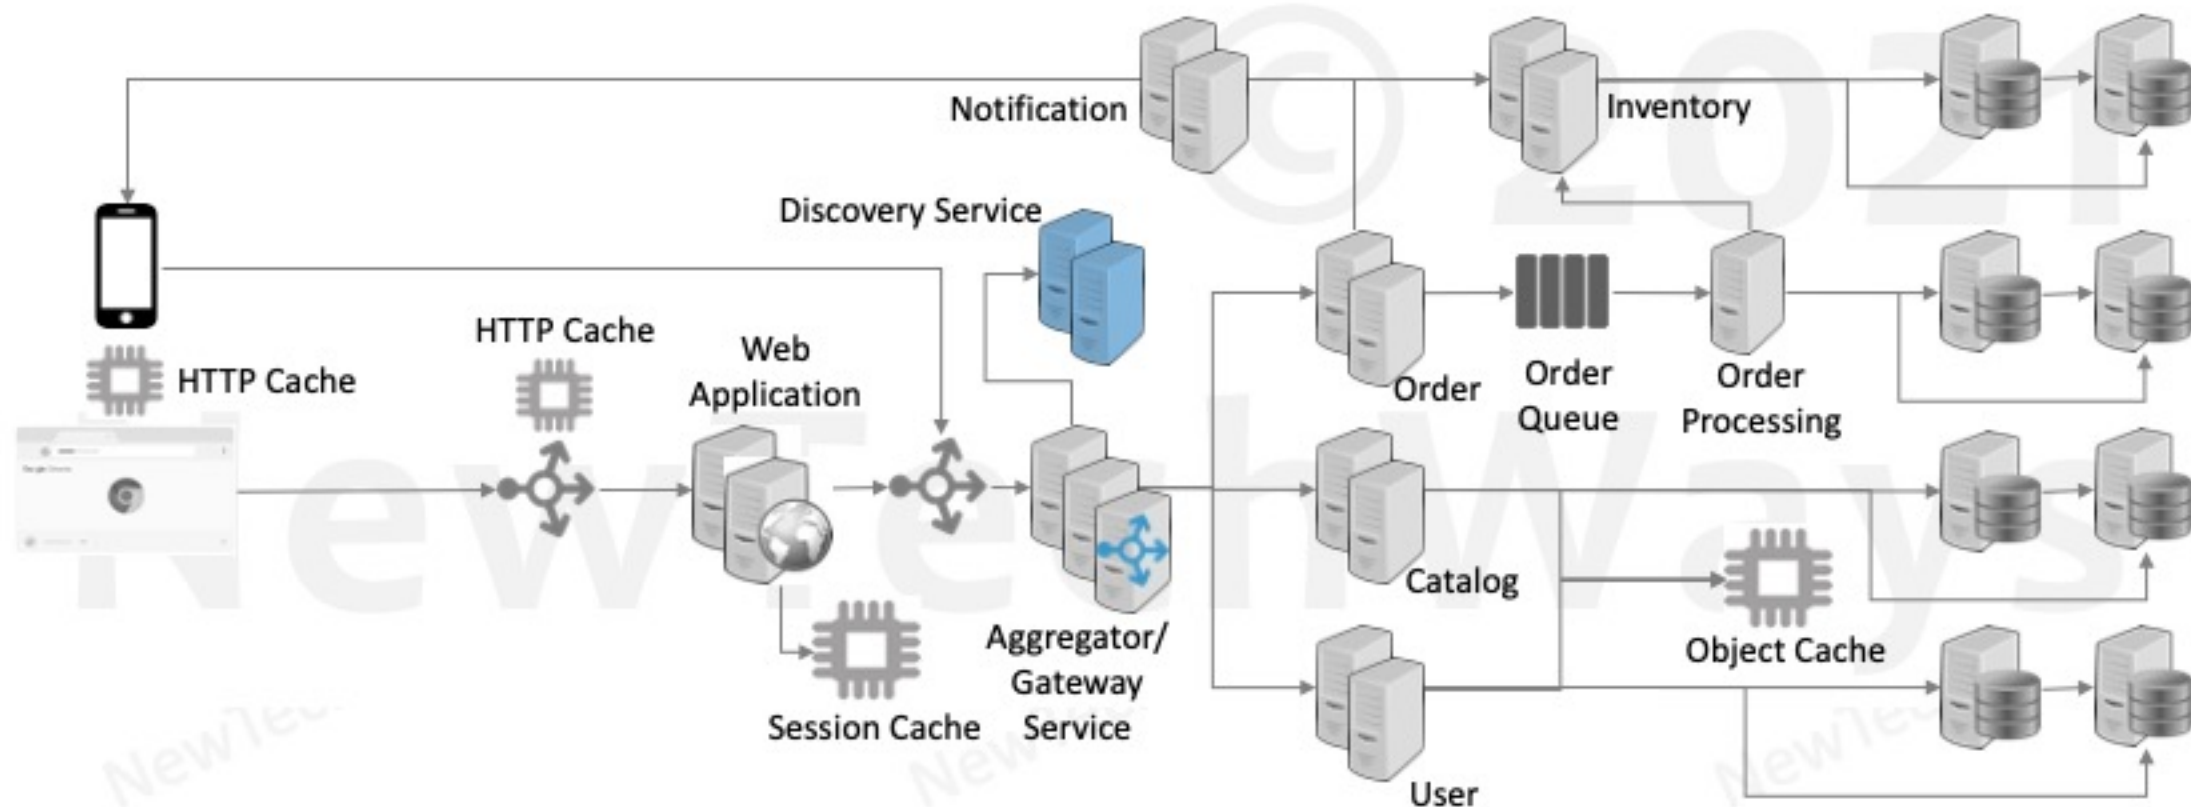 © 2021
NewTechWays
Notification
Inventory
Discovery Service
HTTP Cache
HTTP Cache
Web
Application
Order
Order
Queue
Order
Processing
Catalog
Object Cache
Aggregator/
Gateway
Service
Session Cache
User